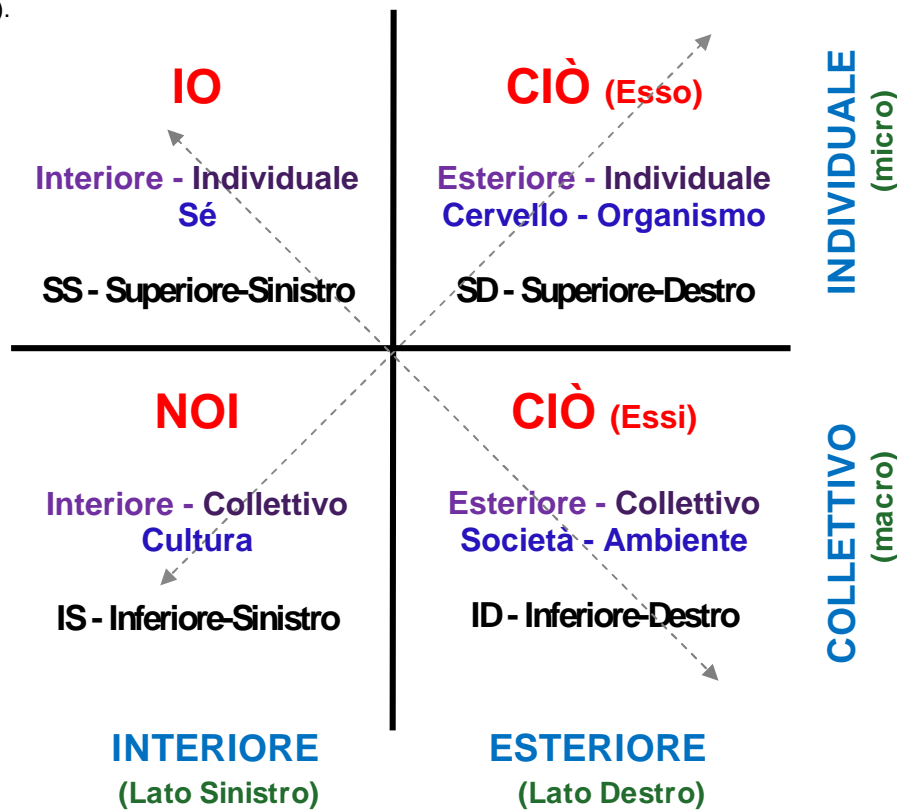 ).
IO
Interiore - Individuale
Sé
SS - Superiore-Sinistro
CIÒ (Esso)
Esteriore - Individuale
Cervello - Organismo
SD - Superiore-Destro
INDIVIDUALE
(micro)
NOI
Interiore - Collettivo
Cultura
IS - Inferiore-Sinistro
CIÒ (Essi)
Esteriore - Collettivo
Società - Ambiente
ID - Inferiore-Destro
COLLETTIVO
(macro)
INTERIORE
(Lato Sinistro)
ESTERIORE
(Lato Destro)